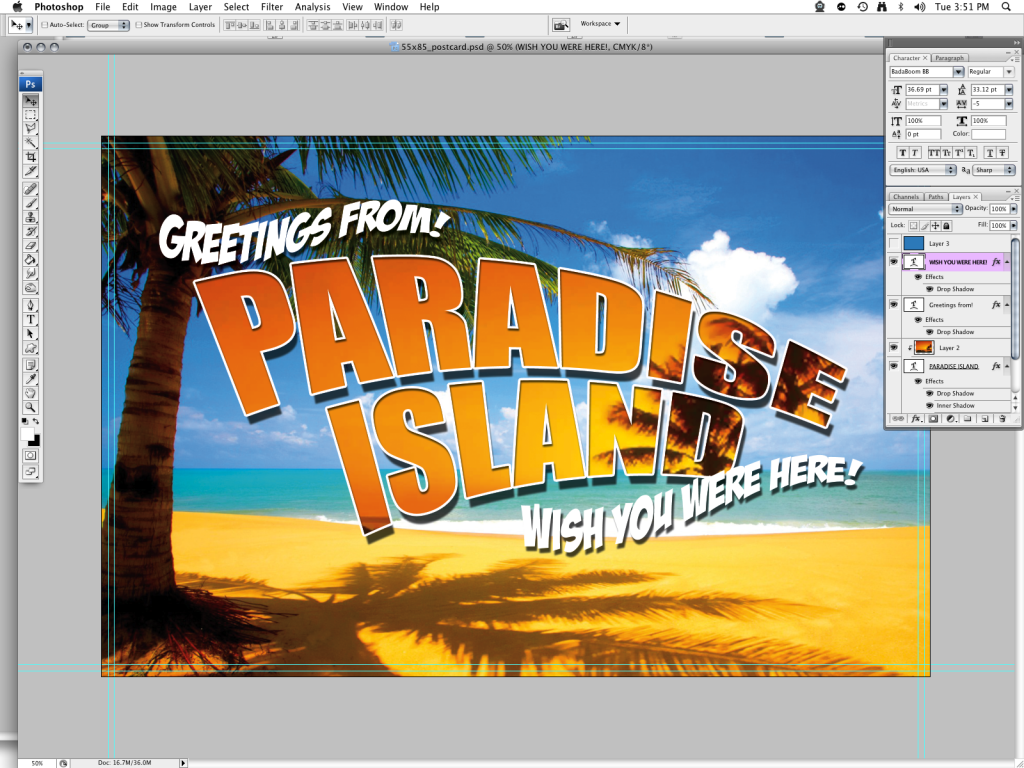 Photoshop File Edit Image Layer Select Filter Analysis View Window Help Tue 3:51 PM
Auto-Select: Group Show Transform Controls Workspace
55x85_postcard.psd @ 50% (WISH YOU WERE HERE!, CMYK/8*)
Ps
GREETINGS FROM!
PARADISE
ISLAND
WISH YOU WERE HERE!
Character Paragraph
BadaBoom BB Regular
36.69 pt 33.12 pt
Metrics -5
100% 100%
0 pt Color:
English: USA Sharp
Channels Paths Layers
Normal Opacity: 100%
Lock: Fill: 100%
Layer 3
WISH YOU WERE HERE! fx
Effects
Drop Shadow
Greetings from! fx
Effects
Drop Shadow
Layer 2
PARADISE ISLAND fx
Effects
Drop Shadow
Inner Shadow
50% Doc: 16.7M/36.0M